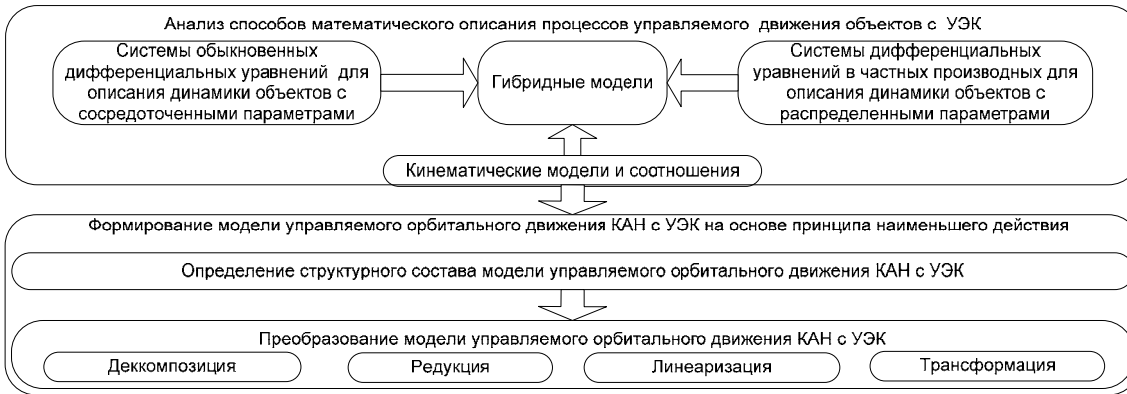 Анализ способов математического описания процессов управляемого движения объектов с УЭК
Системы обыкновенных
дифференциальных уравнений для
описания динамики объектов с
сосредоточенными параметрами
Гибридные модели
Системы дифференциальных
уравнений в частных производных для
описания динамики объектов с
распределенными параметрами
Кинематические модели и соотношения
Формирование модели управляемого орбитального движения КАН с УЭК на основе принципа наименьшего действия
Определение структурного состава модели управляемого орбитального движения КАН с УЭК
Преобразование модели управляемого орбитального движения КАН с УЭК
Деккомпозиция
Редукция
Линеаризация
Трансформация